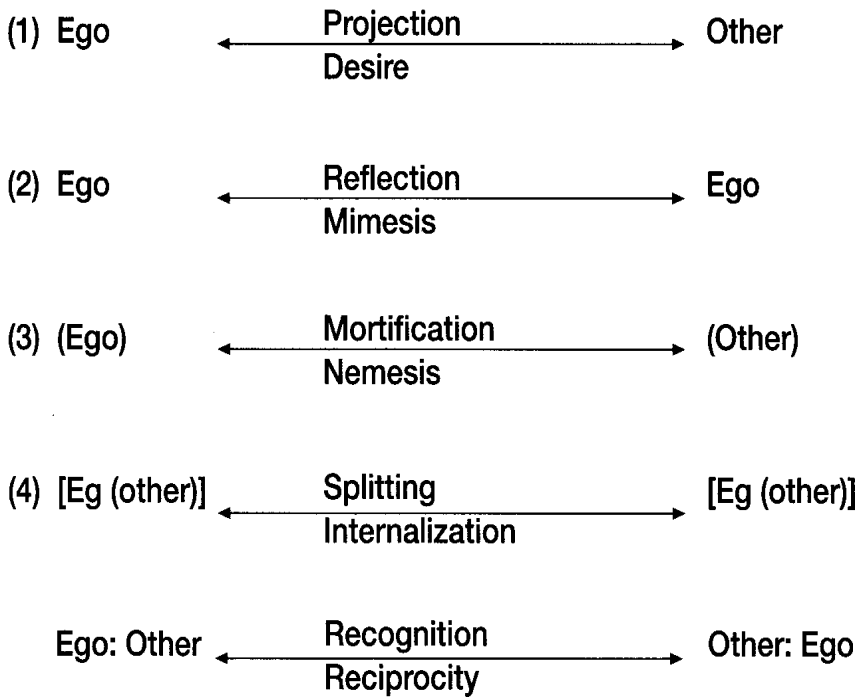 (1) Ego Projection Other
Desire
(2) Ego Reflection Ego
Mimesis
(3) (Ego) Mortification (Other)
Nemesis
(4) [Eg (other)] Splitting [Eg (other)]
Internalization
Ego: Other Recognition Other: Ego
Reciprocity